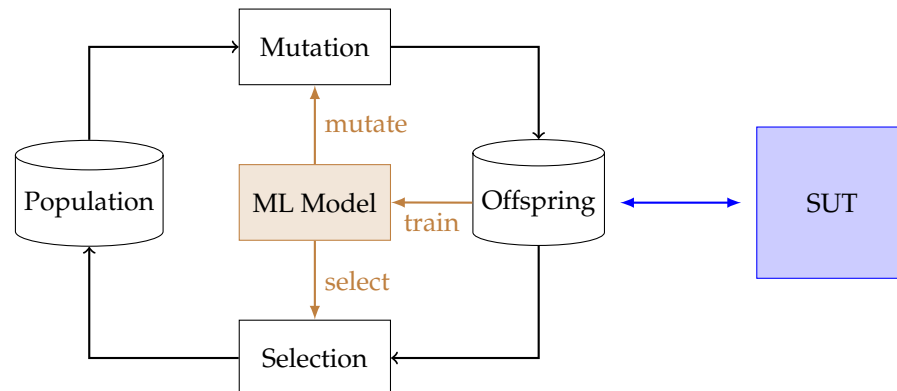 Mutation
mutate
Population
ML Model
train
Offspring
SUT
select
Selection